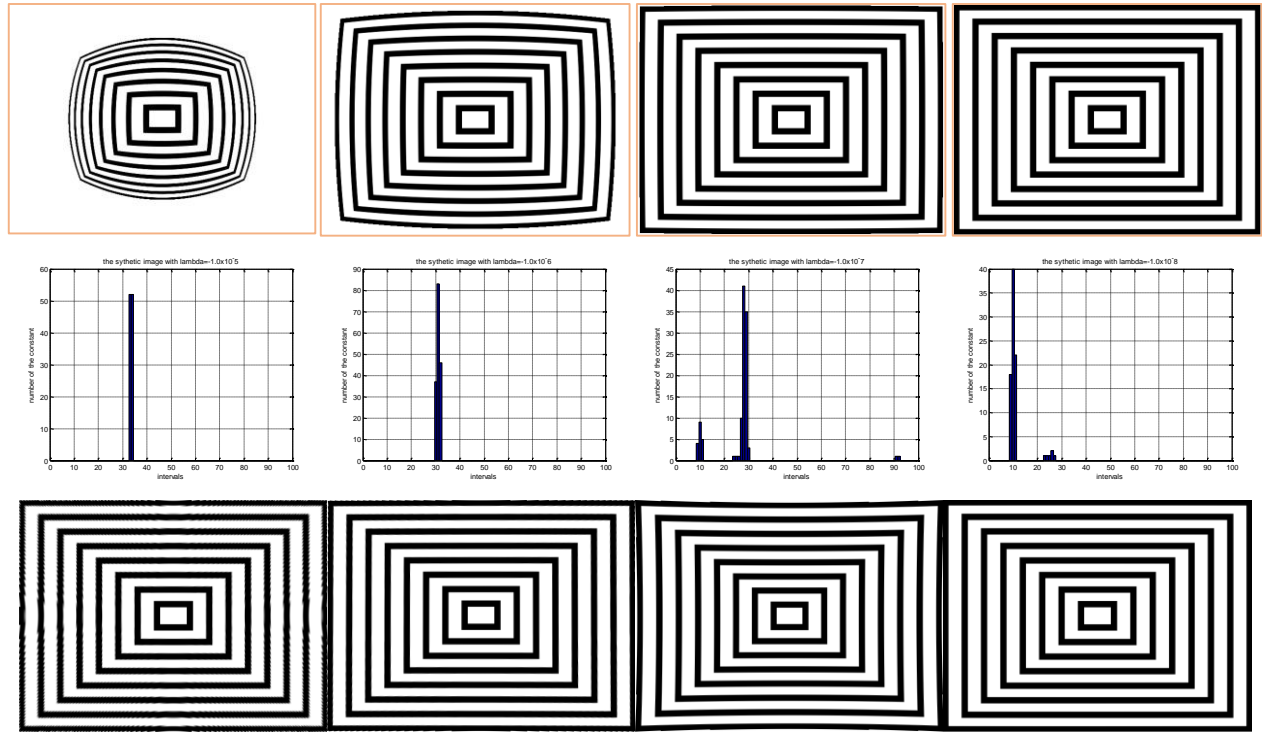 the sythetic image with lambda=-1.0x10-5
60
50
40
30
20
10
0
number of the constant
0 10 20 30 40 50 60 70 80 90 100
intervals
the sythetic image with lambda=-1.0x10-6
90
80
70
60
50
40
30
20
10
0
number of the constant
0 10 20 30 40 50 60 70 80 90 100
intervals
the sythetic image with lambda=-1.0x10-7
45
40
35
30
25
20
15
10
5
0
number of the constant
0 10 20 30 40 50 60 70 80 90 100
intervals
the sythetic image with lambda=-1.0x10-8
40
35
30
25
20
15
10
5
0
number of the constant
0 10 20 30 40 50 60 70 80 90 100
intervals